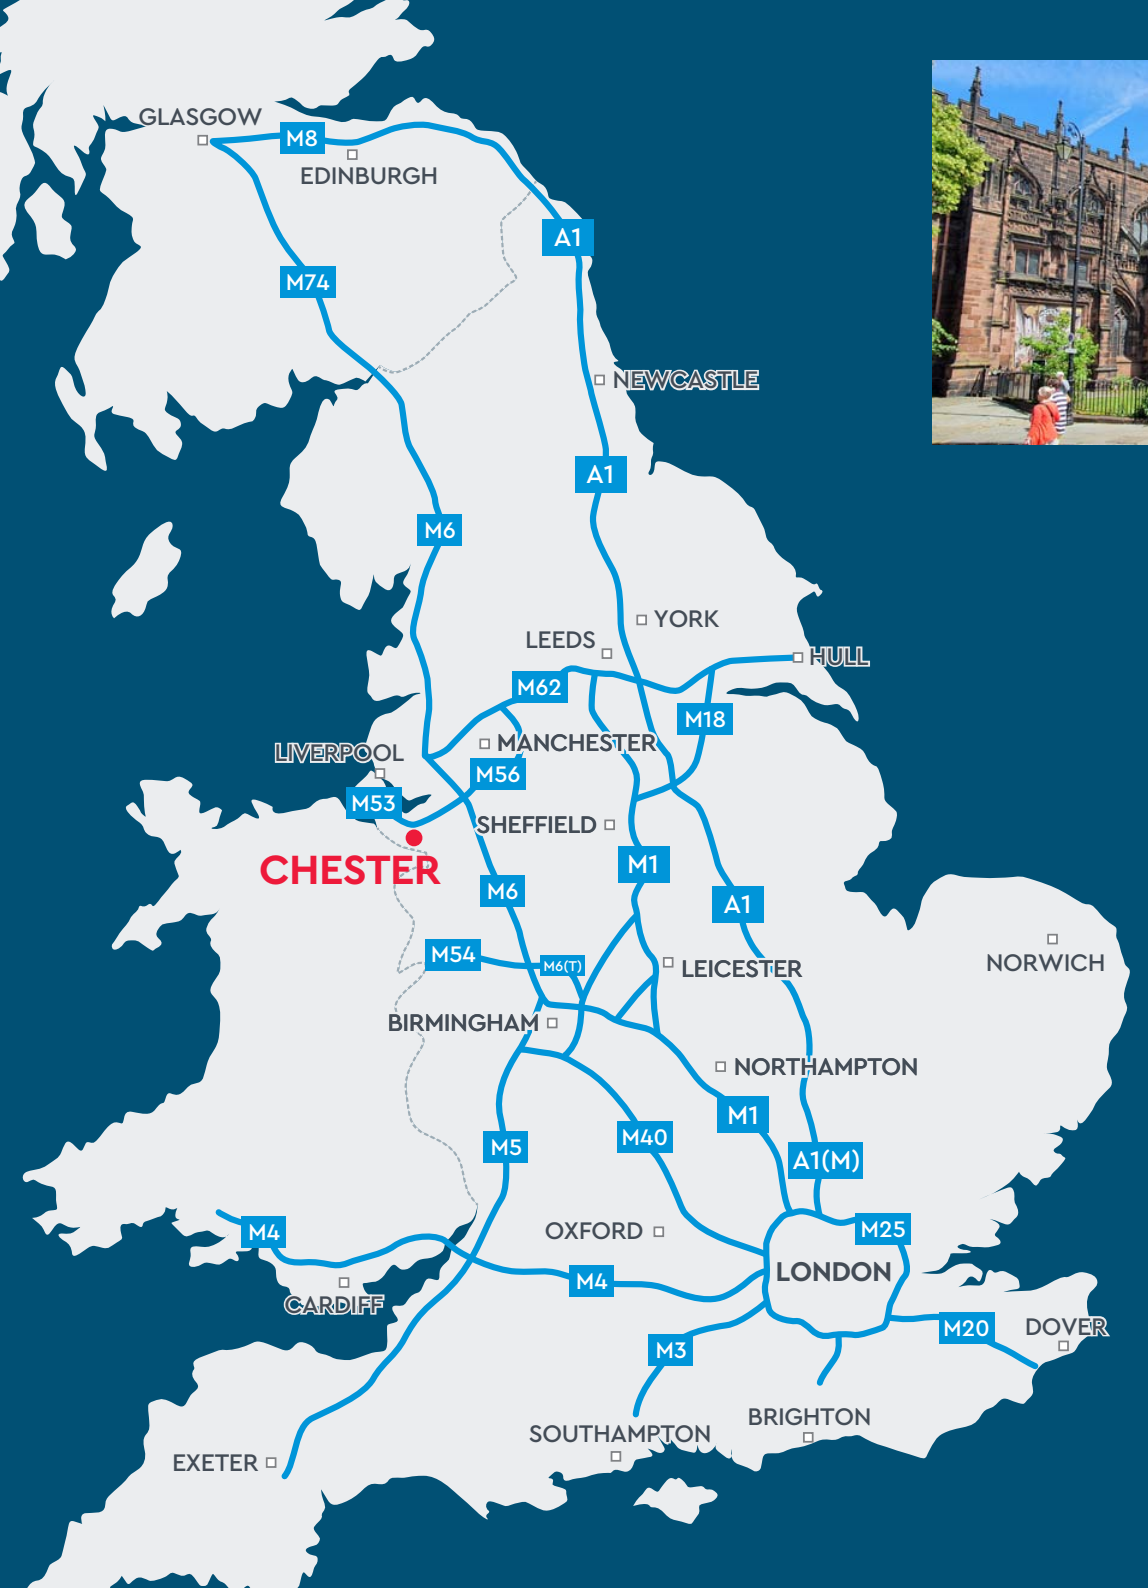 GLASGOW
M8
EDINBURGH
A1
M74
NEWCASTLE
A1
M6
YORK
LEEDS
HULL
M62
M18
MANCHESTER
LIVERPOOL
M56
M53
SHEFFIELD
CHESTER
M1
M6
A1
NORWICH
M54
M6(T)
LEICESTER
BIRMINGHAM
NORTHAMPTON
M1
M40
M5
A1(M)
M4
OXFORD
M25
LONDON
M4
CARDIFF
M20
DOVER
M3
BRIGHTON
SOUTHAMPTON
EXETER